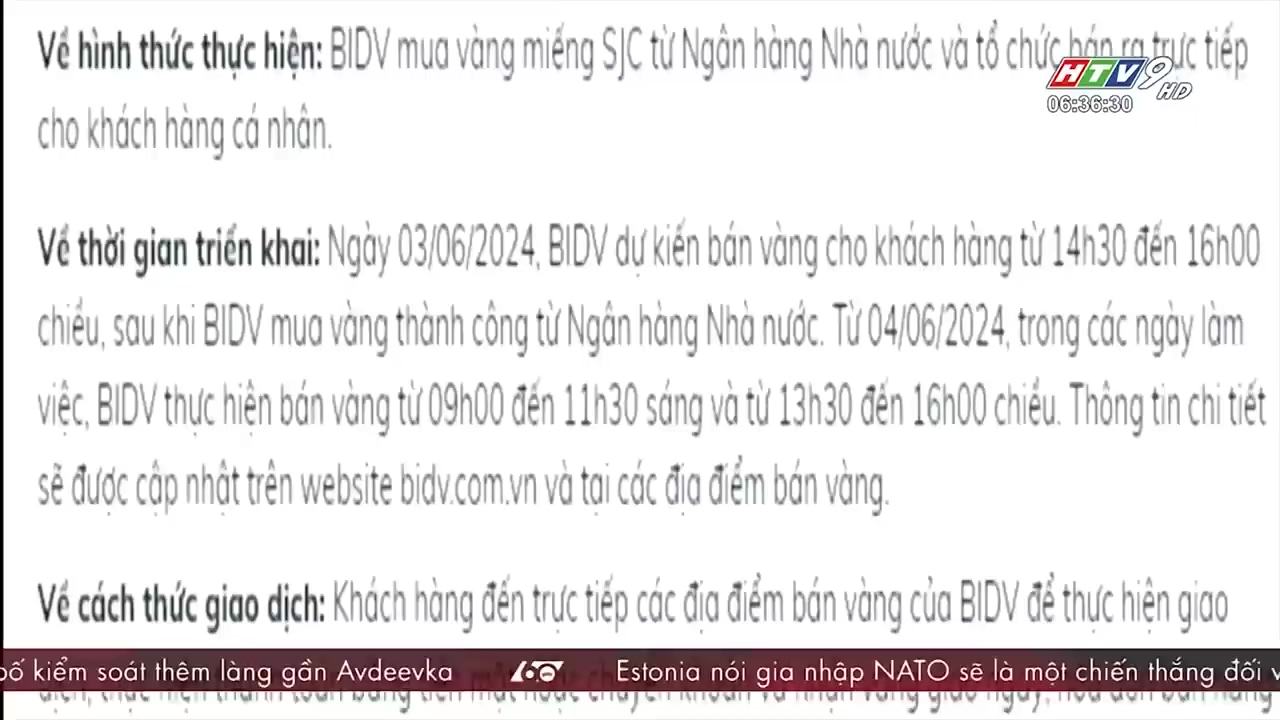 Về hình thức thực hiện: BIDV mua vàng miếng SJC từ Ngân hàng Nhà nước và tổ chức bán ra trực tiếp
HTV9 HD
06:36:30
cho khách hàng cá nhân.
Về thời gian triển khai: Ngày 03/06/2024, BIDV dự kiến bán vàng cho khách hàng từ 14h30 đến 16h00
chiều, sau khi BIDV mua vàng thành công từ Ngân hàng Nhà nước. Từ 04/06/2024, trong các ngày làm
việc, BIDV thực hiện bán vàng từ 09h00 đến 11h30 sáng và từ 13h30 đến 16h00 chiều. Thông tin chi tiết
sẽ được cập nhật trên website bidv.com.vn và tại các địa điểm bán vàng.
Về cách thức giao dịch: Khách hàng đến trực tiếp các địa điểm bán vàng của BIDV để thực hiện giao
bố kiểm soát thêm làng gần Avdeevka 60 Estonia nói gia nhập NATO sẽ là một chiến thắng đối v